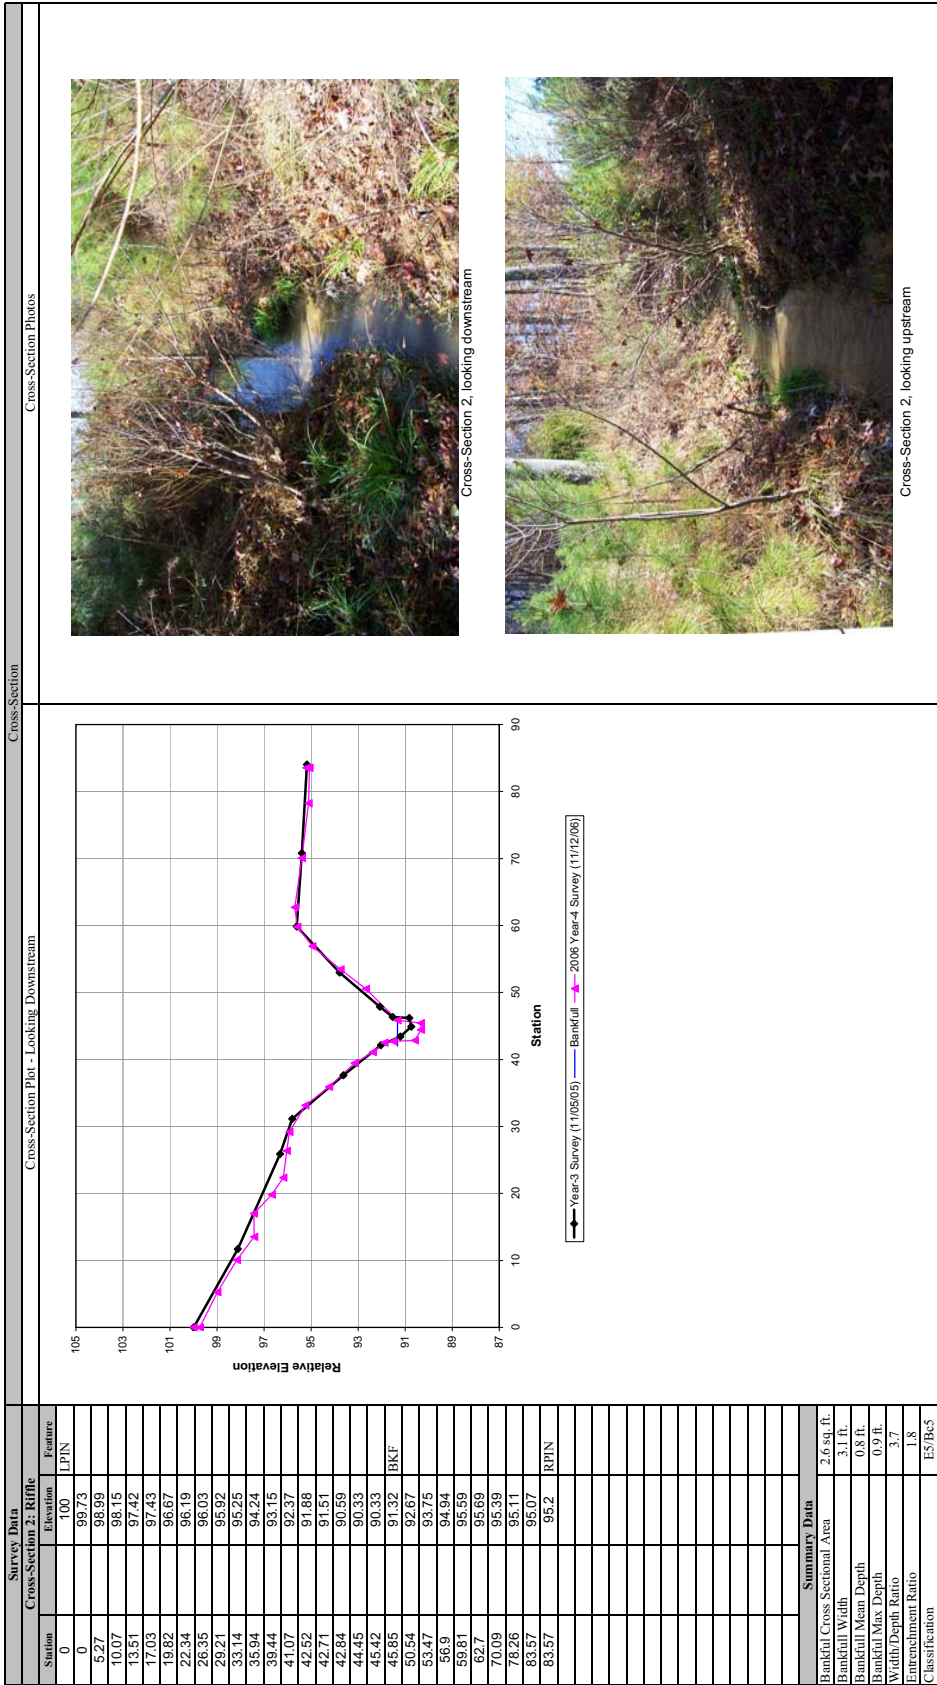 Cross-Section
Survey Data
Cross-Section 2: Riffle
Cross-Section Plot - Looking Downstream
Cross-Section Photos
Station Elevation Feature
0 100 LPIN
0 99.73
5.27 98.99
10.07 98.15
13.51 97.42
17.03 97.43
19.82 96.67
22.34 96.19
26.35 96.03
29.21 95.92
33.14 95.25
35.94 94.24
39.44 93.15
41.07 92.37
42.52 91.88
42.71 91.51
42.84 90.59
44.45 90.33
45.42 90.33
45.85 91.32 BKF
50.54 92.67
53.47 93.75
56.9 94.94
59.81 95.59
62.7 95.69
70.09 95.39
78.26 95.11
83.57 95.07
83.57 95.2 RPIN
Summary Data
Bankful Cross Sectional Area 2.6 sq. ft.
Bankfull Width 3.1 ft.
Bankfull Mean Depth 0.8 ft.
Bankful Max Depth 0.9 ft.
Width/Depth Ratio 3.7
Entrenchment Ratio 1.8
Classification E5/Bc5
Relative Elevation
105
103
101
99
97
95
93
91
89
87
0 10 20 30 40 50 60 70 80 90
Station
Year-3 Survey (11/05/05) Bankfull 2006 Year-4 Survey (11/12/06)
Cross-Section 2, looking downstream
Cross-Section 2, looking upstream